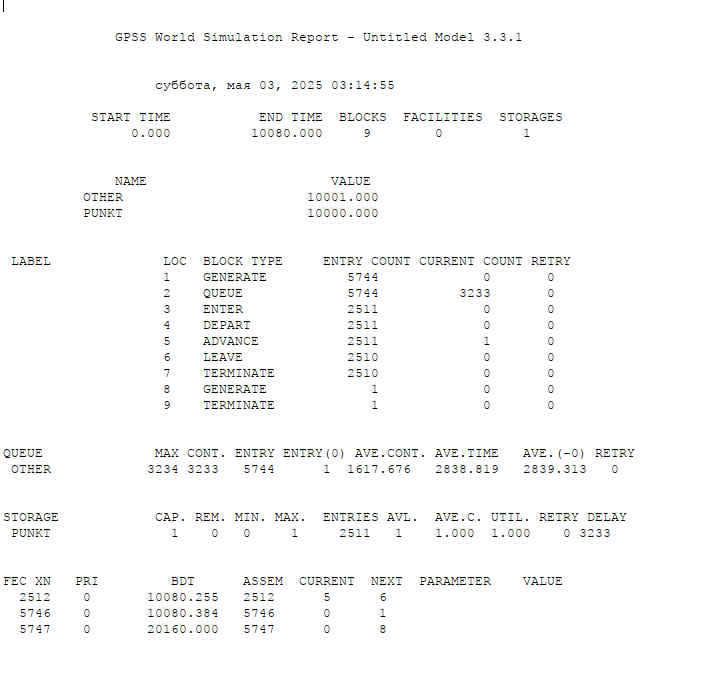 GPSS World Simulation Report - Untitled Model 3.3.1
суббота, мая 03, 2025 03:14:55
START TIME END TIME BLOCKS FACILITIES STORAGES
0.000 10080.000 9 0 1
NAME VALUE
OTHER 10001.000
PUNKT 10000.000
LABEL LOC BLOCK TYPE ENTRY COUNT CURRENT COUNT RETRY
1 GENERATE 5744 0 0
2 QUEUE 5744 3233 0
3 ENTER 2511 0 0
4 DEPART 2511 0 0
5 ADVANCE 2511 1 0
6 LEAVE 2510 0 0
7 TERMINATE 2510 0 0
8 GENERATE 1 0 0
9 TERMINATE 1 0 0
QUEUE MAX CONT. ENTRY ENTRY(0) AVE.CONT. AVE.TIME AVE.(-0) RETRY
OTHER 3234 3233 5744 1 1617.676 2838.819 2839.313 0
STORAGE CAP. REM. MIN. MAX. ENTRIES AVL. AVE.C. UTIL. RETRY DELAY
PUNKT 1 0 0 1 2511 1 1.000 1.000 0 3233
FEC XN PRI BDT ASSEM CURRENT NEXT PARAMETER VALUE
2512 0 10080.255 2512 5 6
5746 0 10080.384 5746 0 1
5747 0 20160.000 5747 0 8